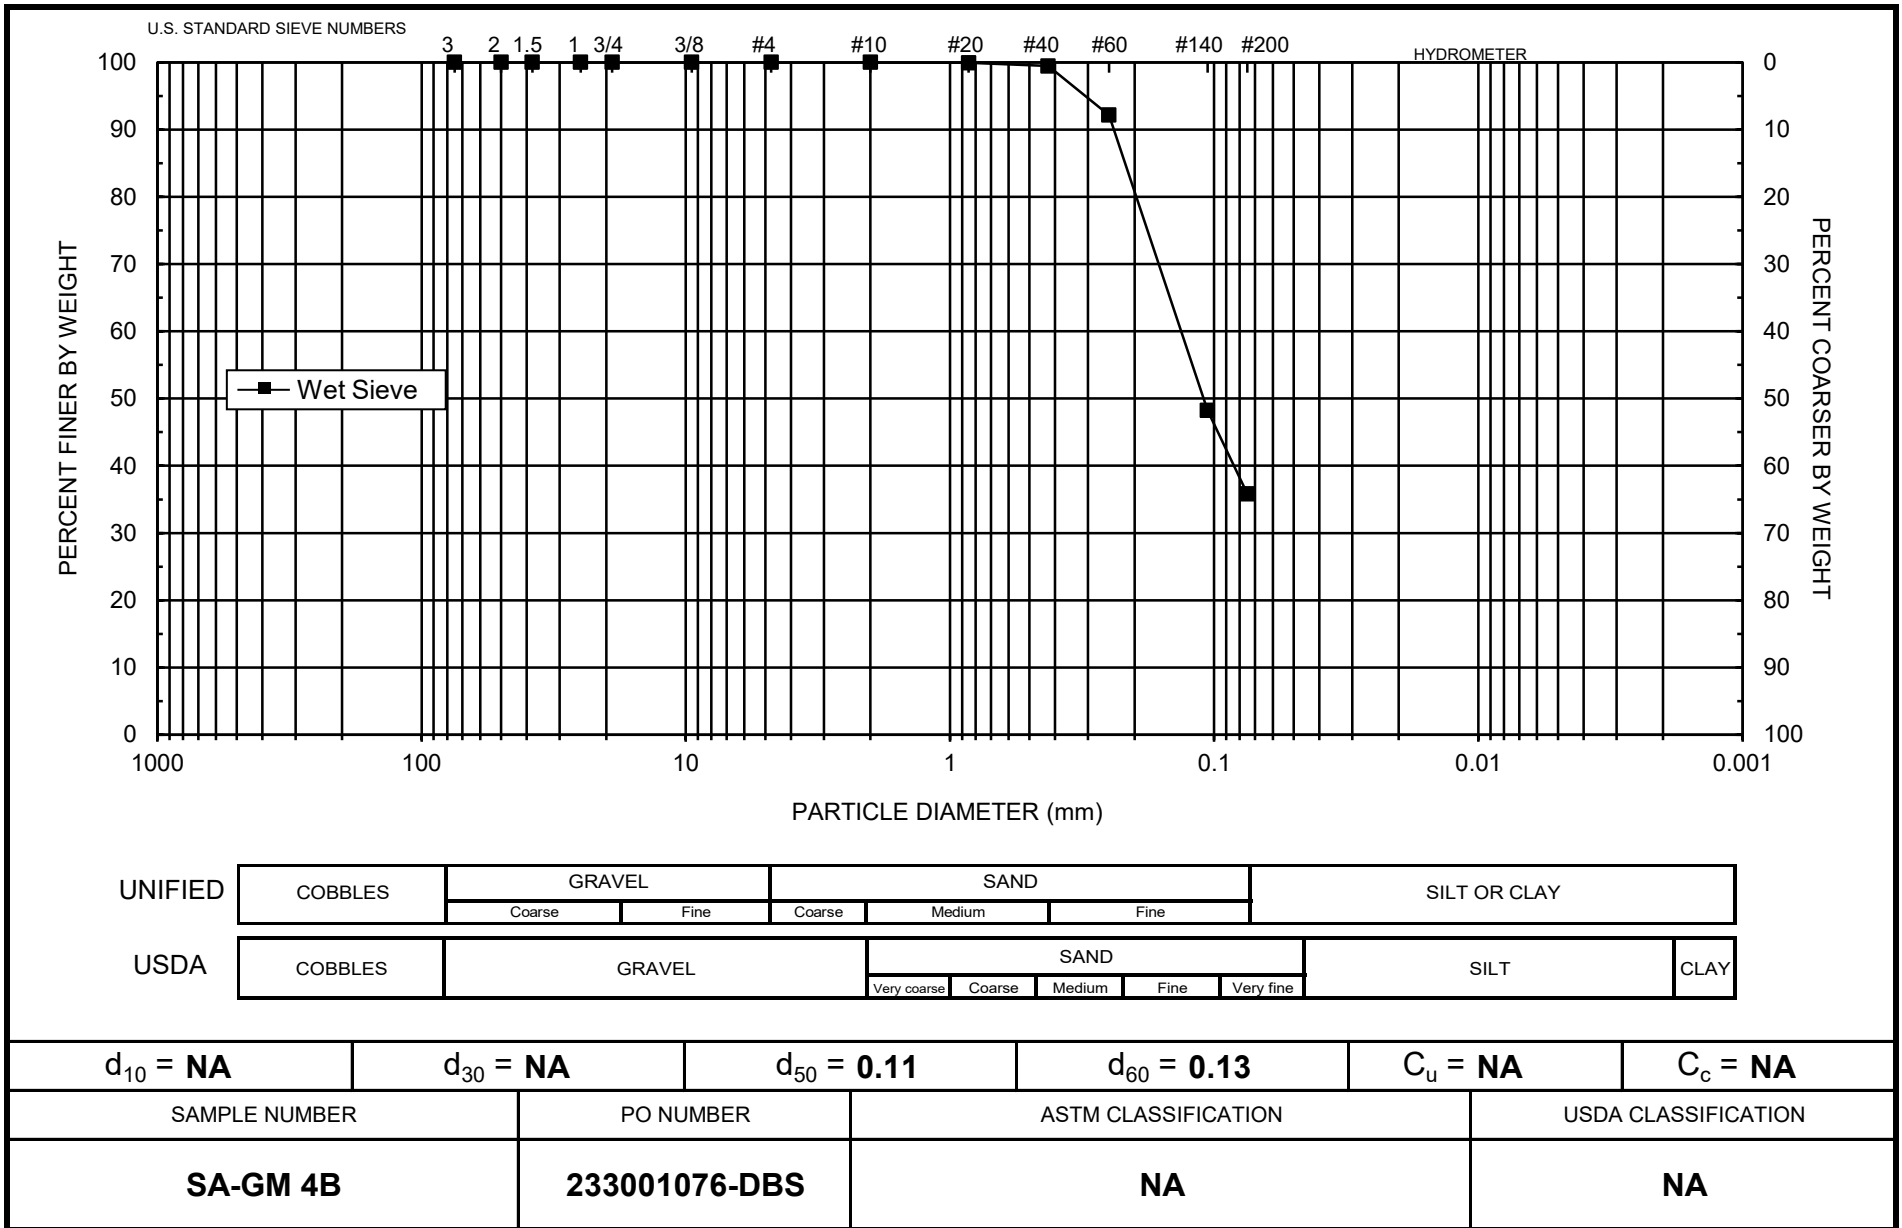 U.S. STANDARD SIEVE NUMBERS
3 2 1.5 1 3/4 3/8 #4 #10 #20 #40 #60 #140 #200
HYDROMETER
100 0
90 10
80 20
70 30
60 40
50 50
40 60
30 70
20 80
10 90
0 100
PERCENT FINER BY WEIGHT
PERCENT COARSER BY WEIGHT
Wet Sieve
1000 100 10 1 0.1 0.01 0.001
PARTICLE DIAMETER (mm)
UNIFIED COBBLES GRAVEL SAND SILT OR CLAY
Coarse Fine Coarse Medium Fine
USDA COBBLES GRAVEL SAND SILT CLAY
Very coarse Coarse Medium Fine Very fine
d10 = NA d30 = NA d50 = 0.11 d60 = 0.13 Cu = NA Cc = NA
SAMPLE NUMBER PO NUMBER ASTM CLASSIFICATION USDA CLASSIFICATION
SA-GM 4B 233001076-DBS NA NA